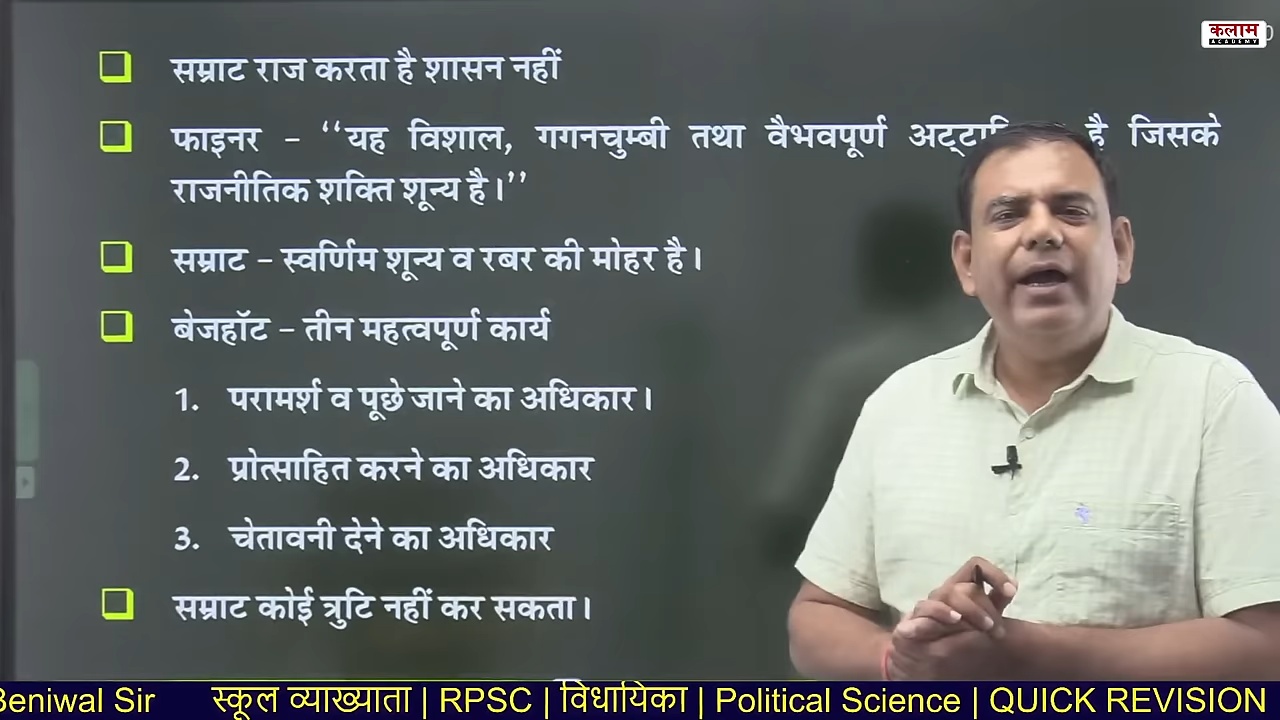 कलाम
ACADEMY
सम्राट राज करता है शासन नहीं
फाइनर – ‘‘यह विशाल, गगनचुम्बी तथा वैभवपूर्ण है जिसके
राजनीतिक शक्ति शून्य है।’’
सम्राट – स्वर्णिम शून्य व रबर की मोहर है।
बेजहॉट – तीन महत्वपूर्ण कार्य
1. परामर्श व पूछे जाने का अधिकार।
2. प्रोत्साहित करने का अधिकार
3. चेतावनी देने का अधिकार
सम्राट कोई त्रुटि नहीं कर सकता।
Beniwal Sir स्कूल व्याख्याता | RPSC | विधायिका | Political Science | QUICK REVISION |